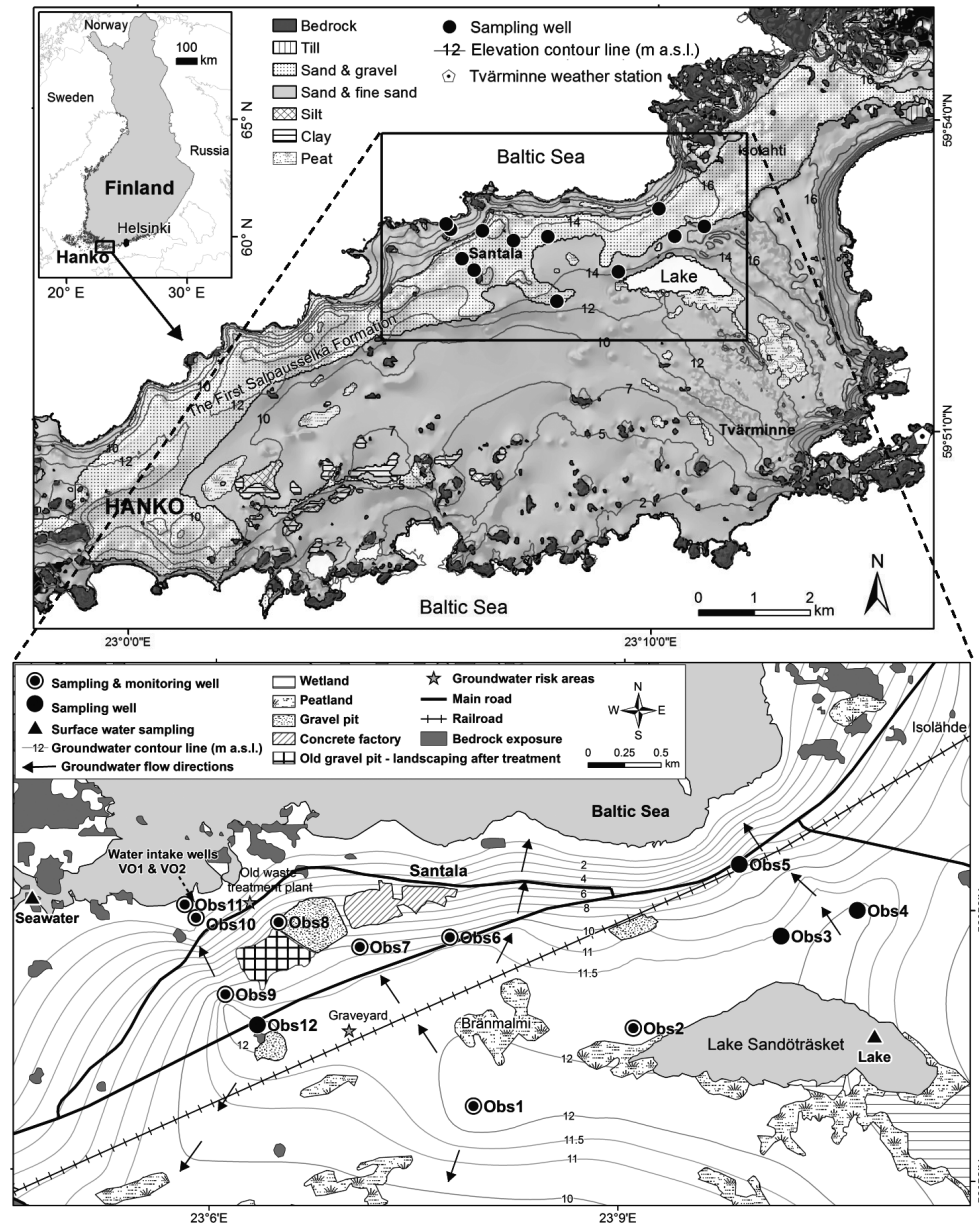 Norway
100
km
Sweden
65° N
Russia
Finland
Helsinki
60° N
Hanko
20° E
30° E
Bedrock
Till
Sand & gravel
Sand & fine sand
Silt
Clay
Peat
Sampling well
12 Elevation contour line (m a.s.l.)
Tvärminne weather station
59°54'0"N
Baltic Sea
Isolahti
16
16
14
Santala
14
14
16
Lake
12
10
12
The First Salpausselka Formation
10
12
10
7
7
5
12
Tvärminne
59°51'0"N
10
12
HANKO
10
2
2
N
Baltic Sea
0 1 2
km
23°0'0"E
23°10'0"E
Sampling & monitoring well
Sampling well
Surface water sampling
12 Groundwater contour line (m a.s.l.)
Groundwater flow directions
Wetland
Peatland
Gravel pit
Concrete factory
Old gravel pit - landscaping after treatment
Groundwater risk areas
Main road
Railroad
Bedrock exposure
N
W E
S
0 0.25 0.5
km
Isolähde
Baltic Sea
Water intake wells
VO1 & VO2
Old waste
treatment plant
Santala
2
4
6
8
10
11
11.5
Obs5
Seawater
Obs11
Obs10
Obs8
Obs7
Obs6
Obs4
Obs3
Obs9
Obs12
12
Graveyard
Bränmalmi
Obs2
Lake Sandöträsket
Lake
12
Obs1
12
11.5
11
10
23°6'E
23°9'E